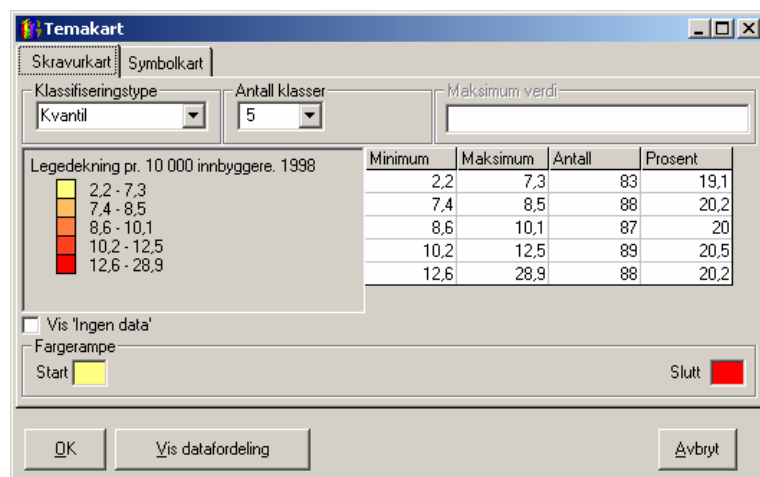 Temakart
Skravurkart Symbolkart
Klassifiseringstype Antall klasser Maksimum verdi
Kvantil 5
Legedekning pr. 10 000 innbyggere. 1998
2,2 - 7,3
7,4 - 8,5
8,6 - 10,1
10,2 - 12,5
12,6 - 28,9
Minimum Maksimum Antall Prosent
2,2 7,3 83 19,1
7,4 8,5 88 20,2
8,6 10,1 87 20
10,2 12,5 89 20,5
12,6 28,9 88 20,2
Vis 'Ingen data'
Fargerampe
Start Slutt
OK Vis datafordeling Avbryt